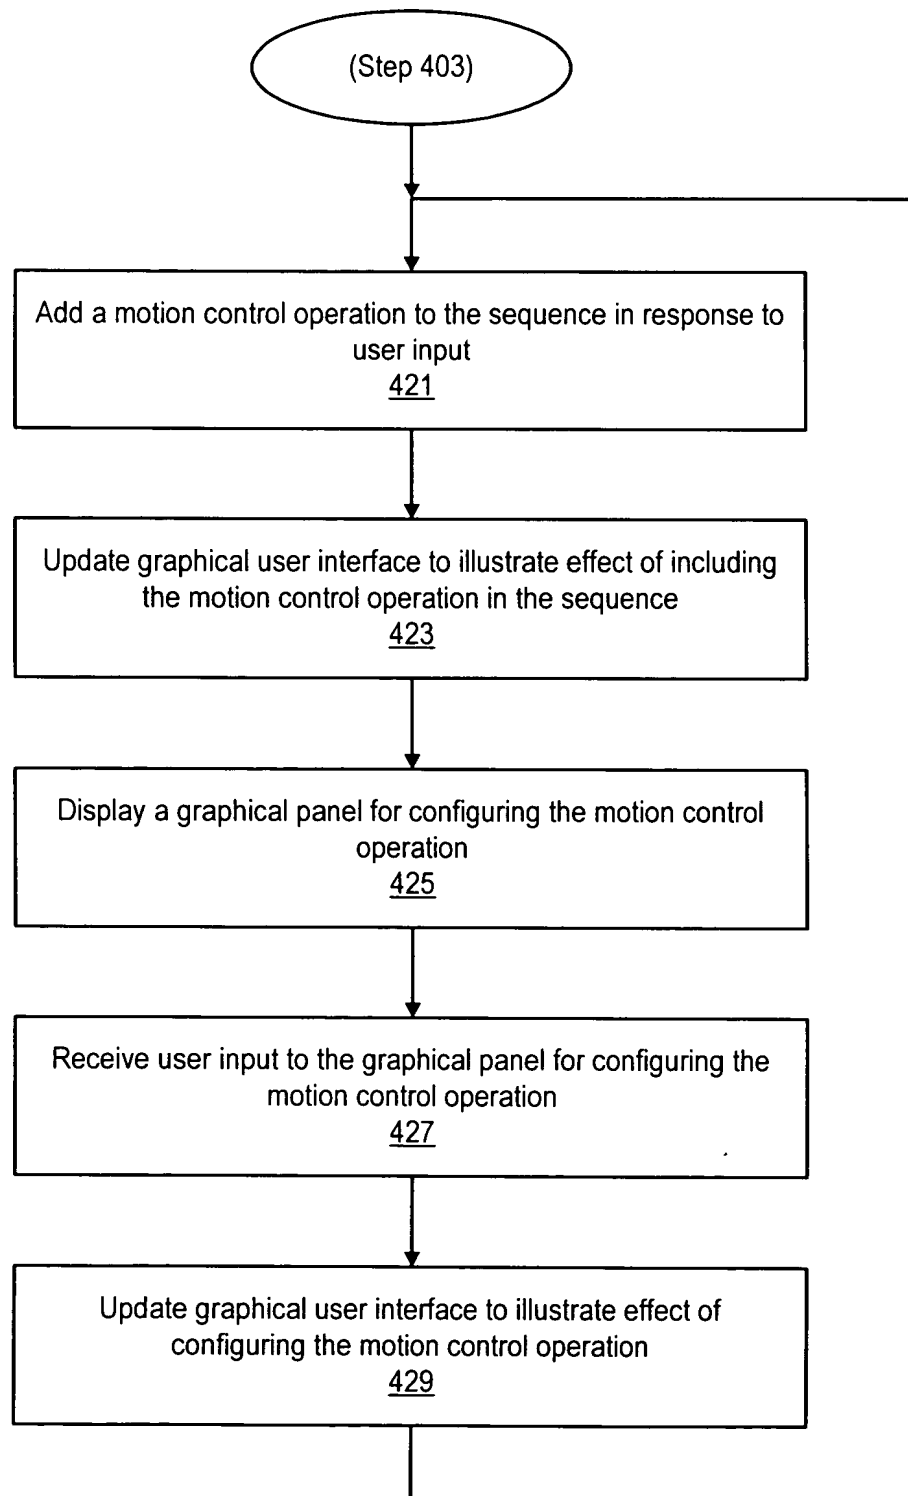 (Step 403)
Add a motion control operation to the sequence in response to
user input
421
Update graphical user interface to illustrate effect of including
the motion control operation in the sequence
423
Display a graphical panel for configuring the motion control
operation
425
Receive user input to the graphical panel for configuring the
motion control operation
427
Update graphical user interface to illustrate effect of
configuring the motion control operation
429